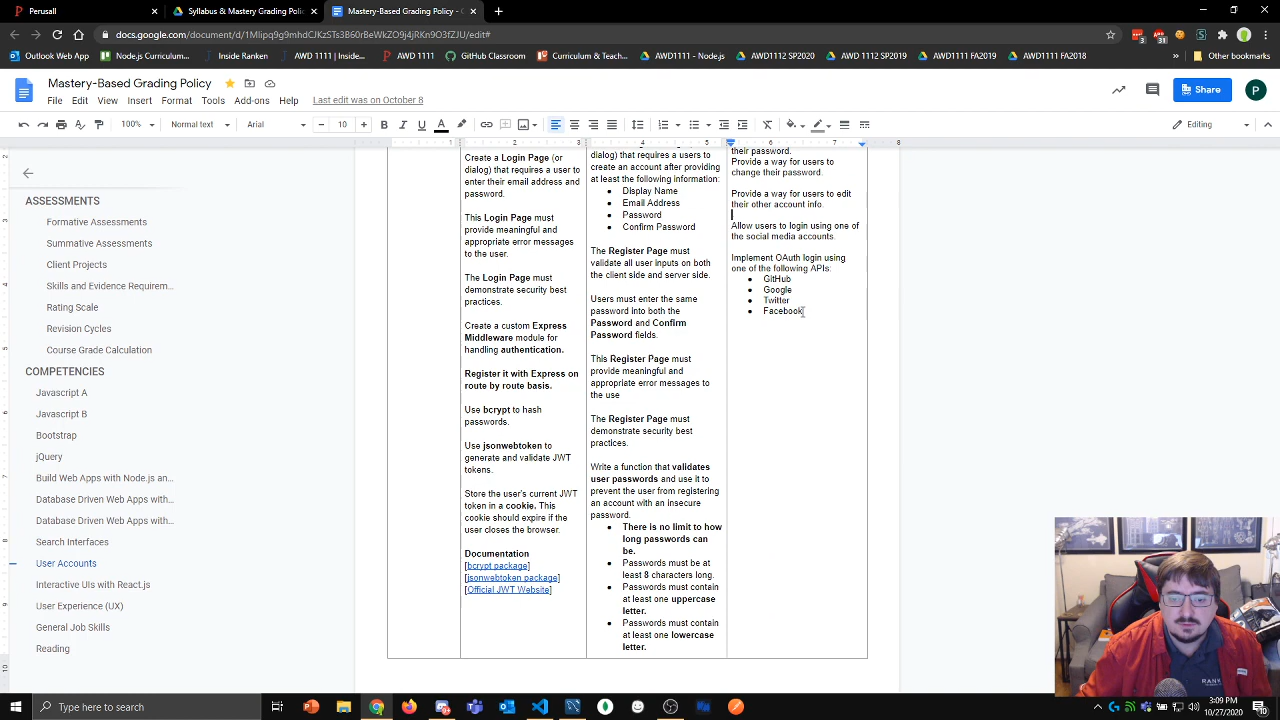 Perusall
Syllabus & Mastery Grading Polic
Mastery-Based Grading Policy - G
docs.google.com/document/d/1Mlipq9g9mhdCJKzSTs3B60rBeWkZO9j4jRKn9O3fZJU/edit#
Outlook Web App
Node.js Curriculum...
Inside Ranken
AWD 1111 | Inside...
AWD 1111
GitHub Classroom
Curriculum & Teac...
AWD1111 - Node.js
AWD1112 SP2020
AWD 1112 SP2019
AWD1111 FA2019
AWD1111 FA2019
Other bookmarks
Mastery-Based Grading Policy
File Edit View Insert Format Tools Add-ons Help Last edit was on October 8
Share
P
100% Normal text Arial 10 Editing
ASSESSMENTS
Formative Assessments
Summative Assessments
Client Projects
Skills and Evidence Requirem...
Rating Scale
Revision Cycles
Course Grade Calculation
COMPETENCIES
Javascript A
Javascript B
Bootstrap
jQuery
Build Web Apps with Node.js an...
Database Driven Web Apps with...
Database Driven Web Apps with...
Search Interfaces
User Accounts
Interactive UIs with React.js
User Experience (UX)
General Job Skills
Reading
Create a Login Page (or
dialog) that requires a user to
enter their email address and
password.
This Login Page must
provide meaningful and
appropriate error messages
to the user.
The Login Page must
demonstrate security best
practices.
Create a custom Express
Middleware module for
handling authentication.
Register it with Express on
route by route basis.
Use bcrypt to hash
passwords.
Use jsonwebtoken to
generate and validate JWT
tokens.
Store the user's current JWT
token in a cookie. This
cookie should expire if the
user closes the browser.
Documentation
[bcrypt package]
[jsonwebtoken package]
[Official JWT Website]
dialog) that requires a users to
create an account after providing
at least the following information:
Display Name
Email Address
Password
Confirm Password
The Register Page must
validate all user inputs on both
the client side and server side.
Users must enter the same
password into both the
Password and Confirm
Password fields.
This Register Page must
provide meaningful and
appropriate error messages to
the use
The Register Page must
demonstrate security best
practices.
Write a function that validates
user passwords and use it to
prevent the user from registering
an account with an insecure
password.
There is no limit to how
long passwords can
be.
Passwords must be at
least 8 characters long.
Passwords must contain
at least one uppercase
letter.
Passwords must contain
at least one lowercase
letter.
their password.
Provide a way for users to
change their password.
Provide a way for users to edit
their other account info.
Allow users to login using one of
the social media accounts.
Implement OAuth login using
one of the following APIs:
GitHub
Google
Twitter
Facebook
Type here to search
3:09 PM
10/27/2020